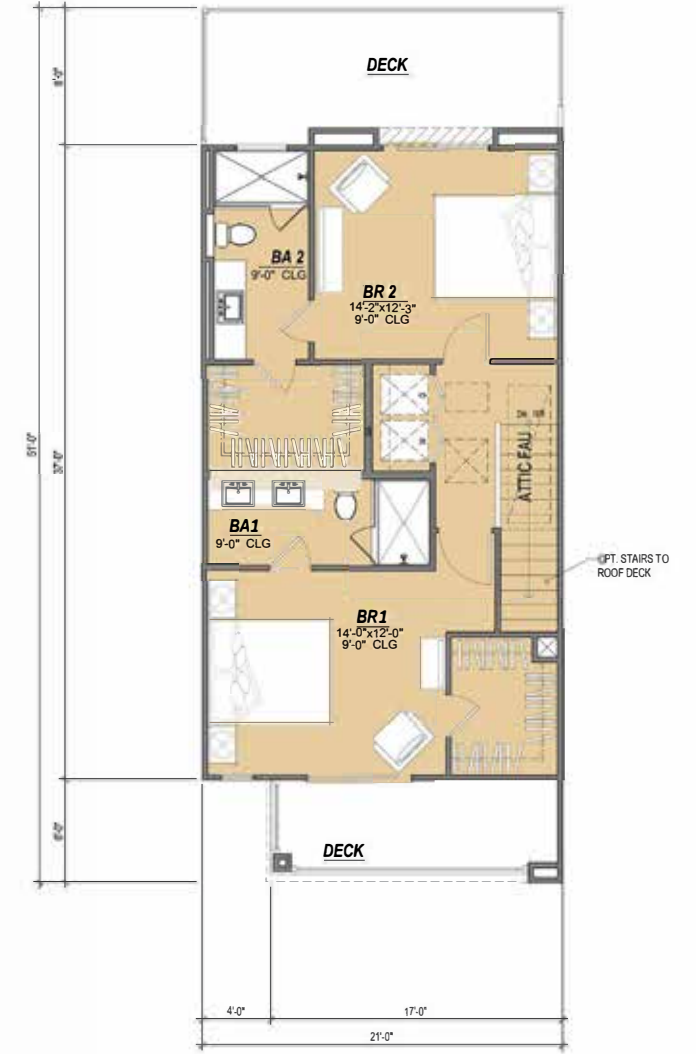 DECK
BA 2
9'-0" CLG
BR 2
14'-2"x12'-3"
9'-0" CLG
51'-0"
37'-0"
ATTIC FAU
BA1
9'-0" CLG
PT. STAIRS TO
ROOF DECK
BR1
14'-0"x12'-0"
9'-0" CLG
DECK
4'-0"
17'-0"
21'-0"